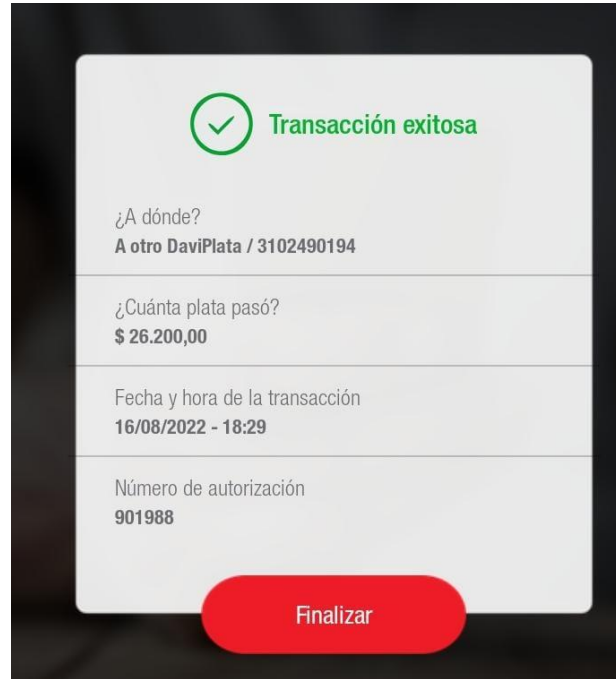 Transacción exitosa
¿A dónde?
A otro DaviPlata / 3102490194
¿Cuánta plata pasó?
$ 26.200,00
Fecha y hora de la transacción
16/08/2022 - 18:29
Número de autorización
901988
Finalizar